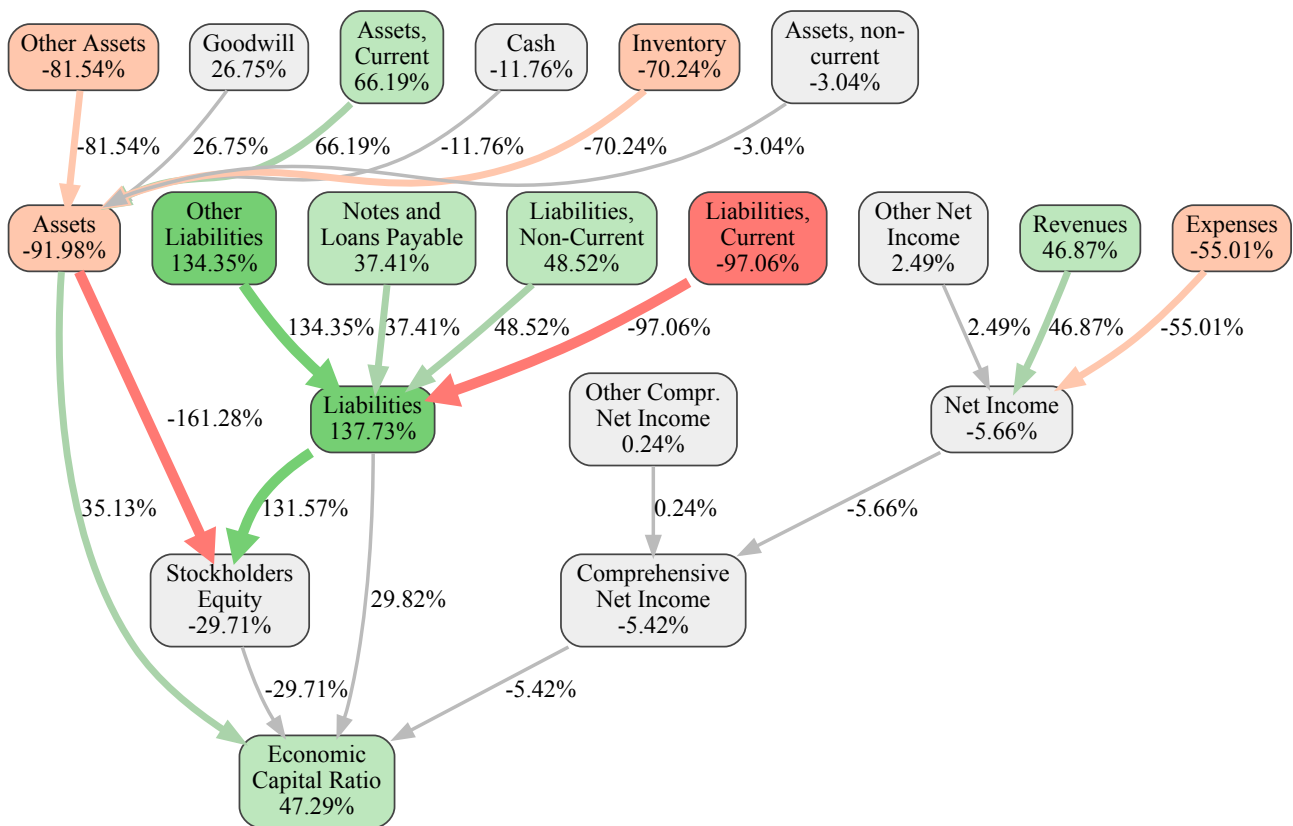 Other Assets
-81.54%
Goodwill
26.75%
Assets,
Current
66.19%
Cash
-11.76%
Inventory
-70.24%
Assets, non-
current
-3.04%
-81.54%
26.75%
66.19%
-11.76%
-70.24%
-3.04%
Assets
-91.98%
Other
Liabilities
134.35%
Notes and
Loans Payable
37.41%
Liabilities,
Non-Current
48.52%
Liabilities,
Current
-97.06%
Other Net
Income
2.49%
Revenues
46.87%
Expenses
-55.01%
134.35%
37.41%
48.52%
-97.06%
2.49%
46.87%
-55.01%
-161.28%
Liabilities
137.73%
Other Compr.
Net Income
0.24%
Net Income
-5.66%
35.13%
131.57%
0.24%
-5.66%
Stockholders
Equity
-29.71%
29.82%
Comprehensive
Net Income
-5.42%
-29.71%
-5.42%
Economic
Capital Ratio
47.29%